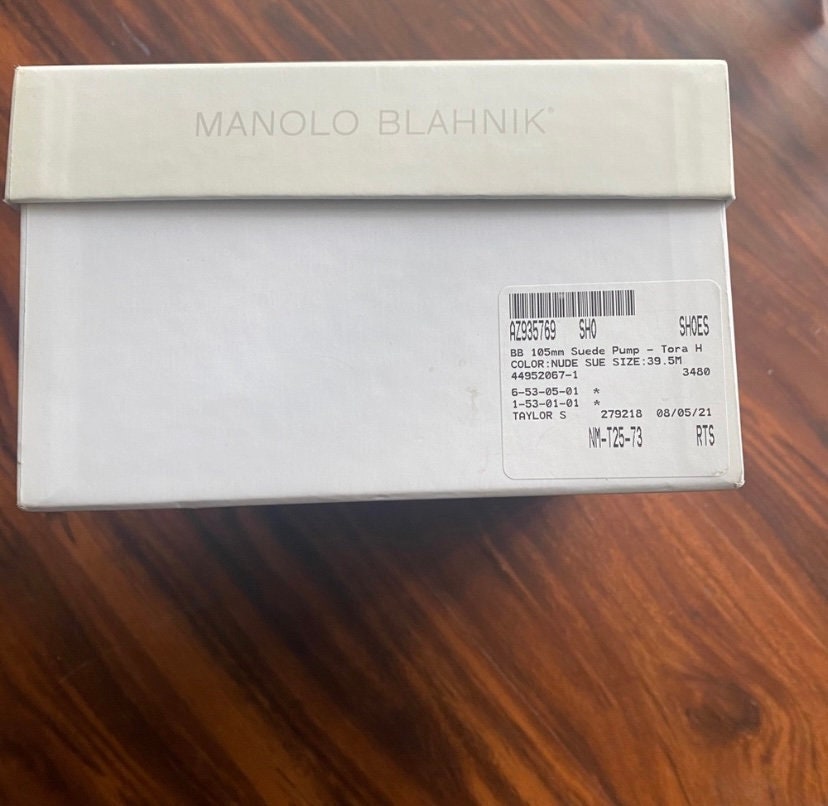 MANOLO BLAHNIK®
AZ935769 SHO SHOES
BB 105mm Suede Pump - Tora H
COLOR:NUDE SUE SIZE:39.5M
44952067-1 3480
6-53-05-01 *
1-53-01-01 *
TAYLOR S 279218 08/05/21
NM-T25-73 RTS